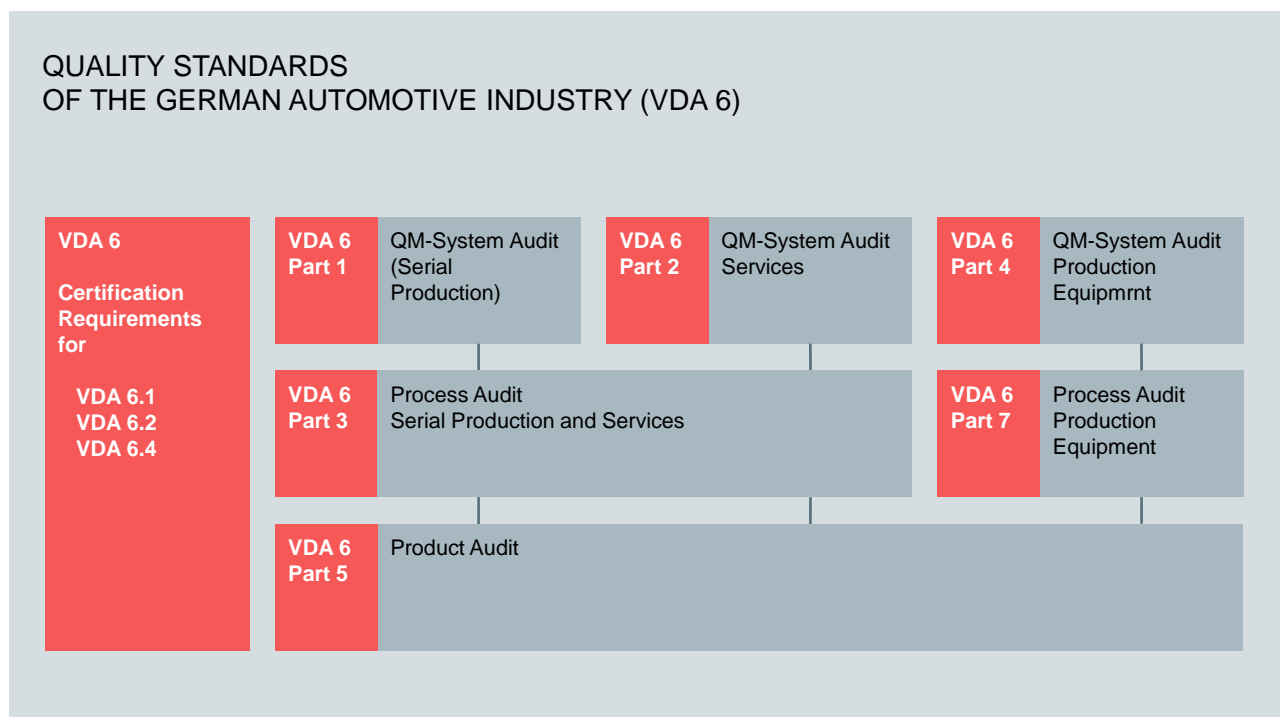 QUALITY STANDARDS
OF THE GERMAN AUTOMOTIVE INDUSTRY (VDA 6)
VDA 6
Certification
Requirements
for
VDA 6.1
VDA 6.2
VDA 6.4
VDA 6
Part 1
QM-System Audit
(Serial
Production)
VDA 6
Part 2
QM-System Audit
Services
VDA 6
Part 4
QM-System Audit
Production
Equipmrnt
VDA 6
Part 3
Process Audit
Serial Production and Services
VDA 6
Part 7
Process Audit
Production
Equipment
VDA 6
Part 5
Product Audit